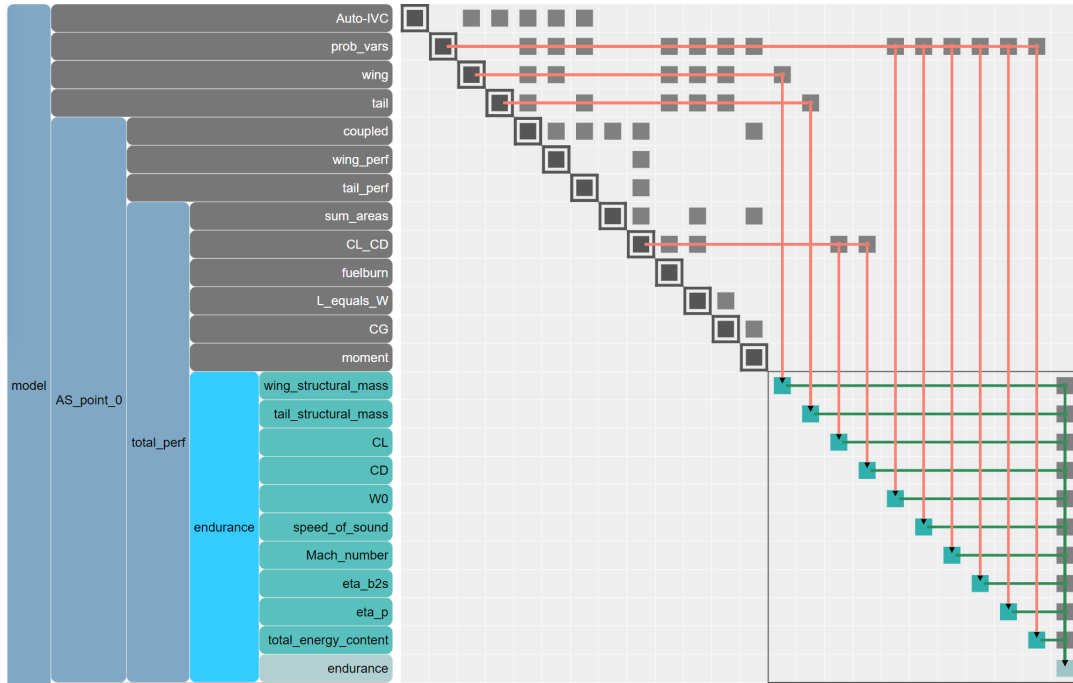 Auto-IVC
prob_vars
wing
tail
coupled
wing_perf
tail_perf
sum_areas
CL_CD
fuelburn
L_equals_W
CG
moment
model
AS_point_0
total_perf
endurance
wing_structural_mass
tail_structural_mass
CL
CD
W0
speed_of_sound
Mach_number
eta_b2s
eta_p
total_energy_content
endurance